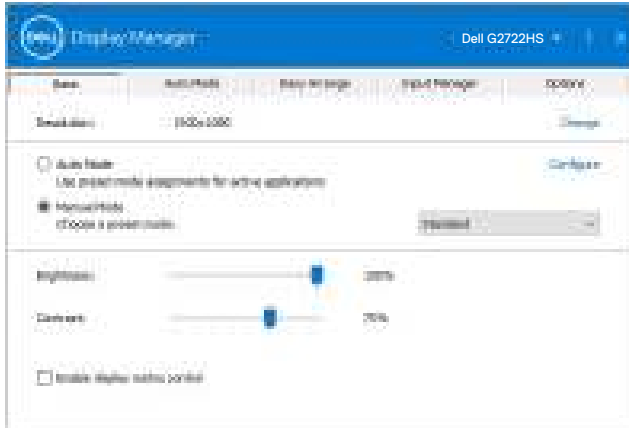 DELL Display Manager
Dell G2722HS
Basic Auto Mode Easy Arrange Input Manager Options
Resolution: 1920x1080 Change
Auto Mode Configure
Use preset mode assignments for active applications
Manual Mode
Choose a preset mode: Standard
Brightness: 100%
Contrast: 75%
Enable display matrix control